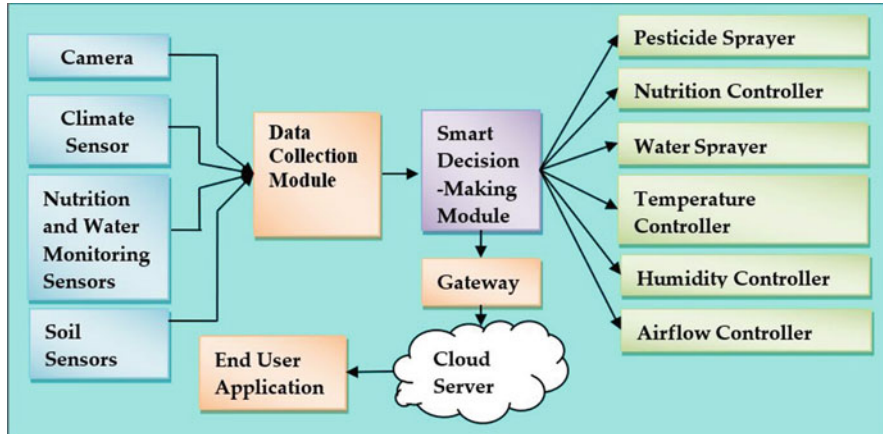 Camera
Climate
Sensor
Nutrition
and Water
Monitoring
Sensors
Soil
Sensors
Data
Collection
Module
Smart
Decision
-Making
Module
Gateway
Cloud
Server
End User
Application
Pesticide Sprayer
Nutrition Controller
Water Sprayer
Temperature
Controller
Humidity Controller
Airflow Controller